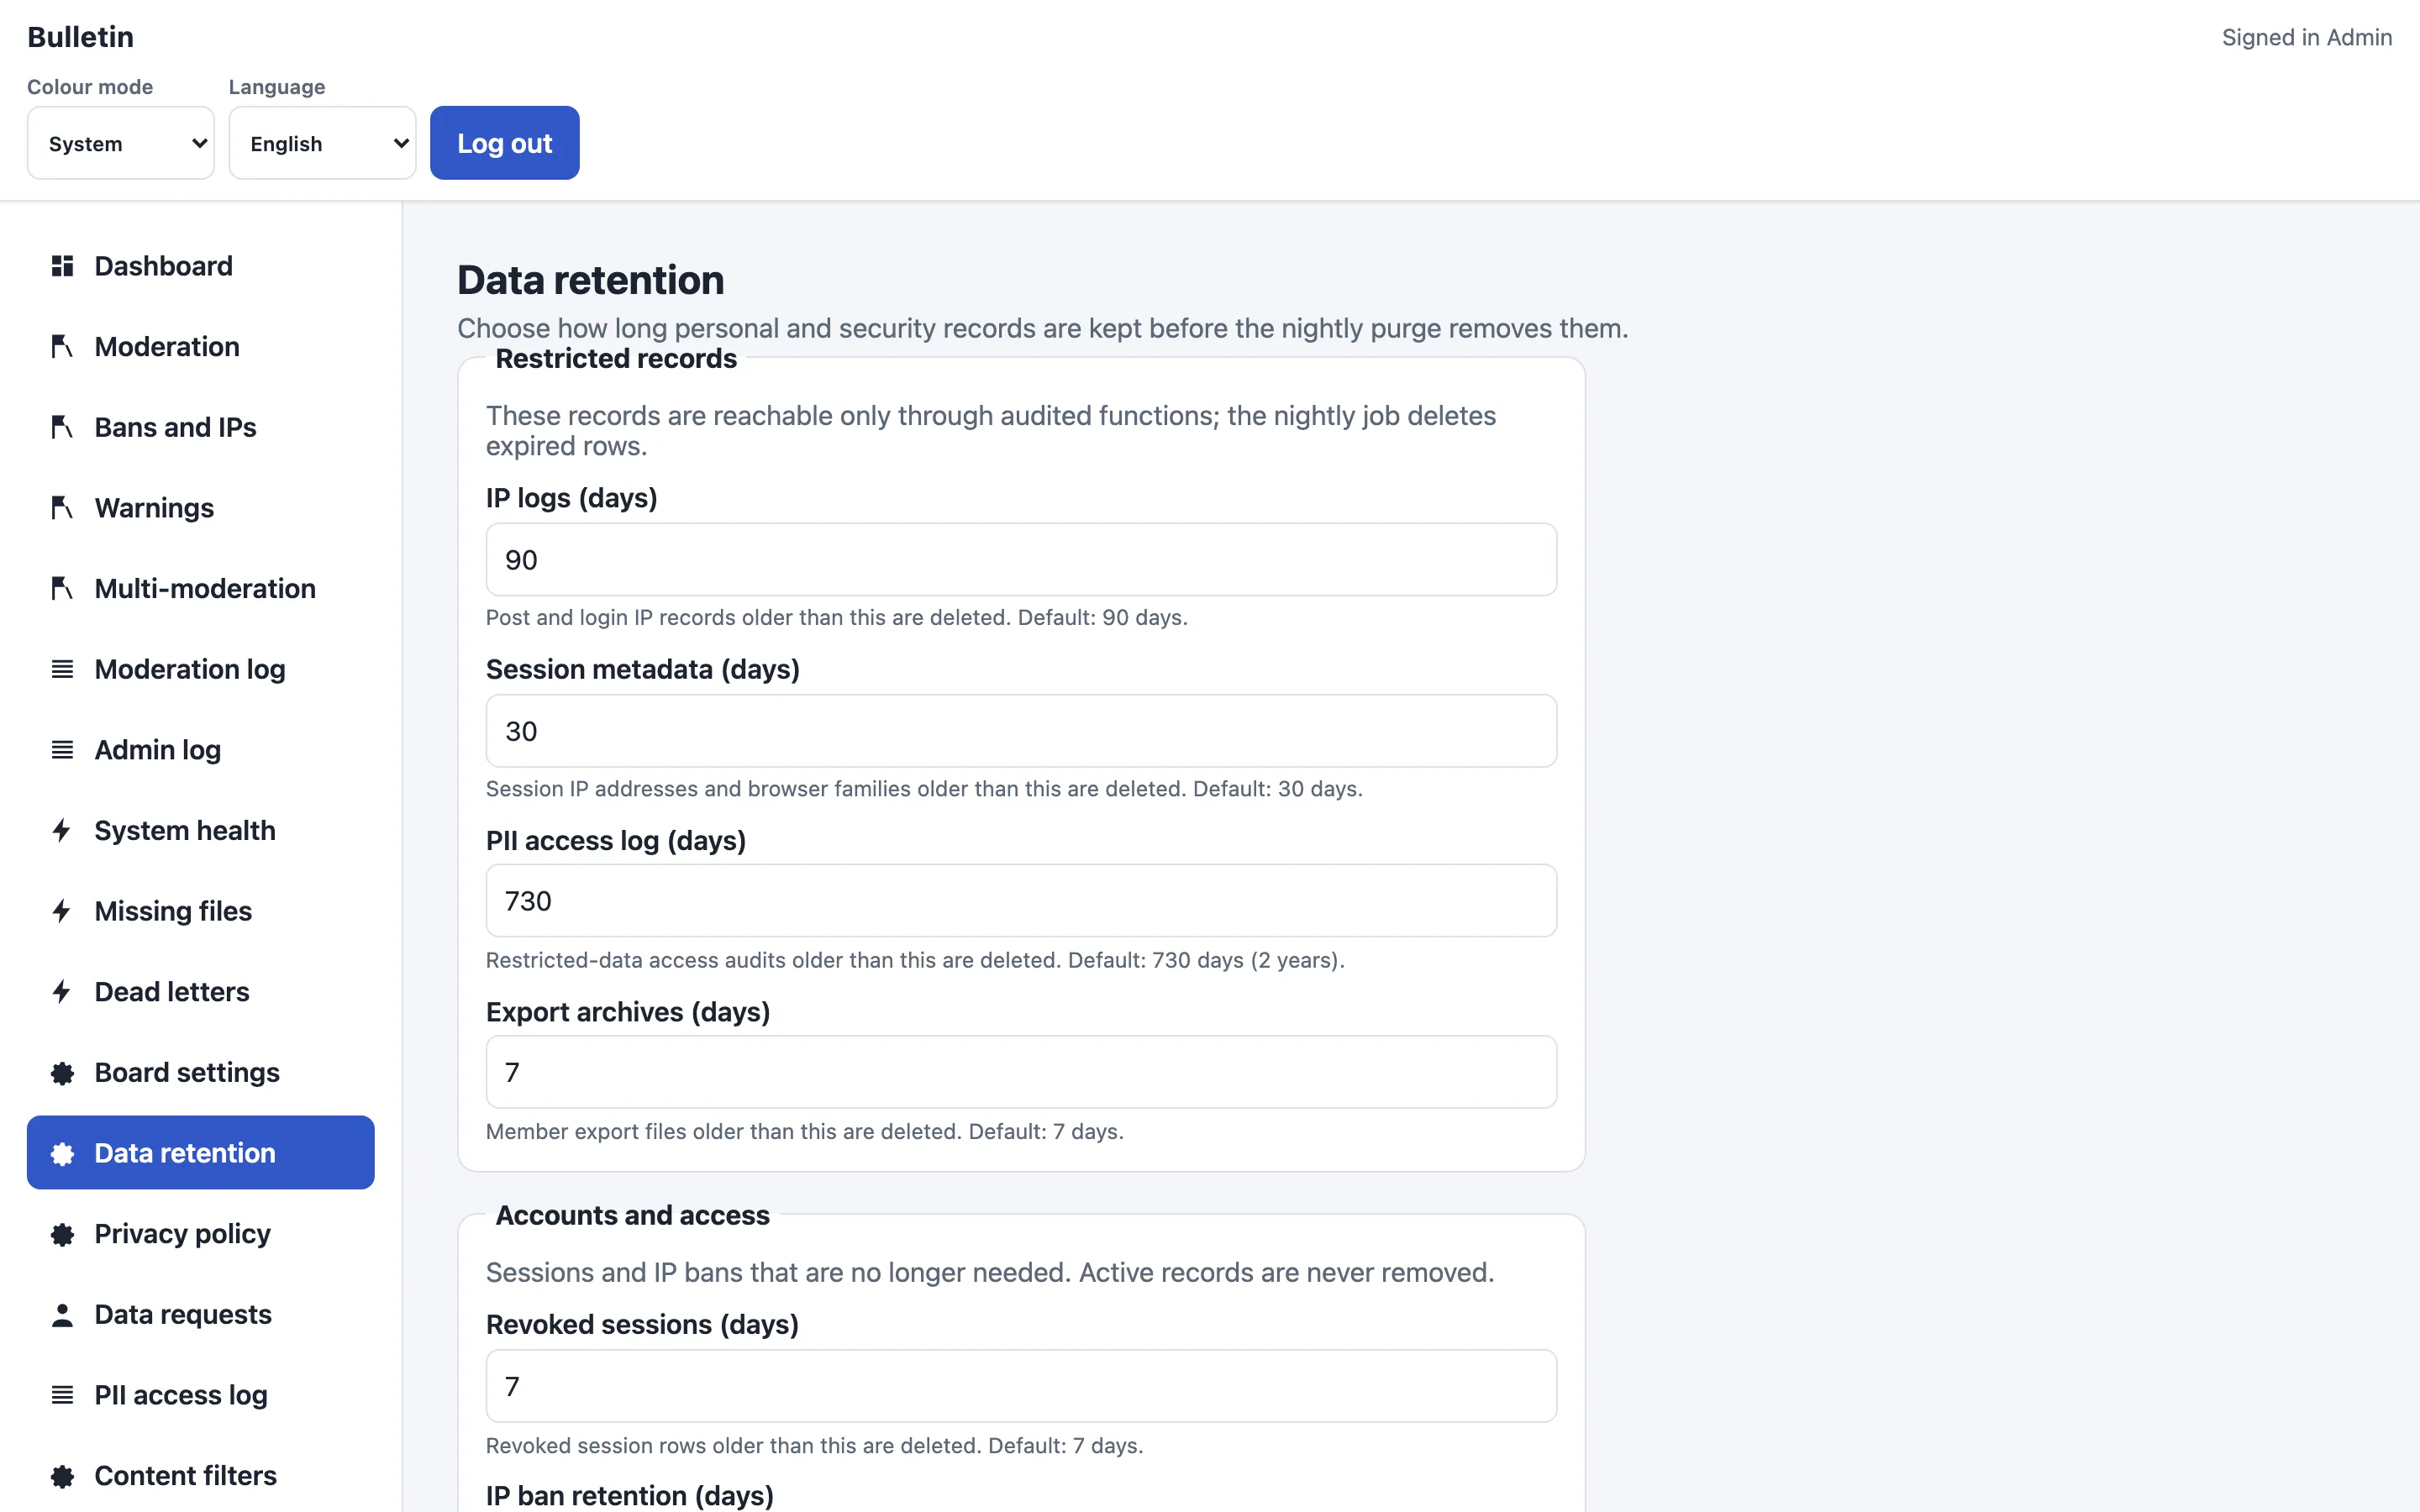 Bulletin
Signed in Admin
Colour mode
Language
System
English
Log out
Dashboard
Moderation
Bans and IPs
Warnings
Multi-moderation
Moderation log
Admin log
System health
Missing files
Dead letters
Board settings
Data retention
Privacy policy
Data requests
PII access log
Content filters
Data retention
Choose how long personal and security records are kept before the nightly purge removes them.
Restricted records
These records are reachable only through audited functions; the nightly job deletes
expired rows.
IP logs (days)
90
Post and login IP records older than this are deleted. Default: 90 days.
Session metadata (days)
30
Session IP addresses and browser families older than this are deleted. Default: 30 days.
PII access log (days)
730
Restricted-data access audits older than this are deleted. Default: 730 days (2 years).
Export archives (days)
7
Member export files older than this are deleted. Default: 7 days.
Accounts and access
Sessions and IP bans that are no longer needed. Active records are never removed.
Revoked sessions (days)
7
Revoked session rows older than this are deleted. Default: 7 days.
IP ban retention (days)